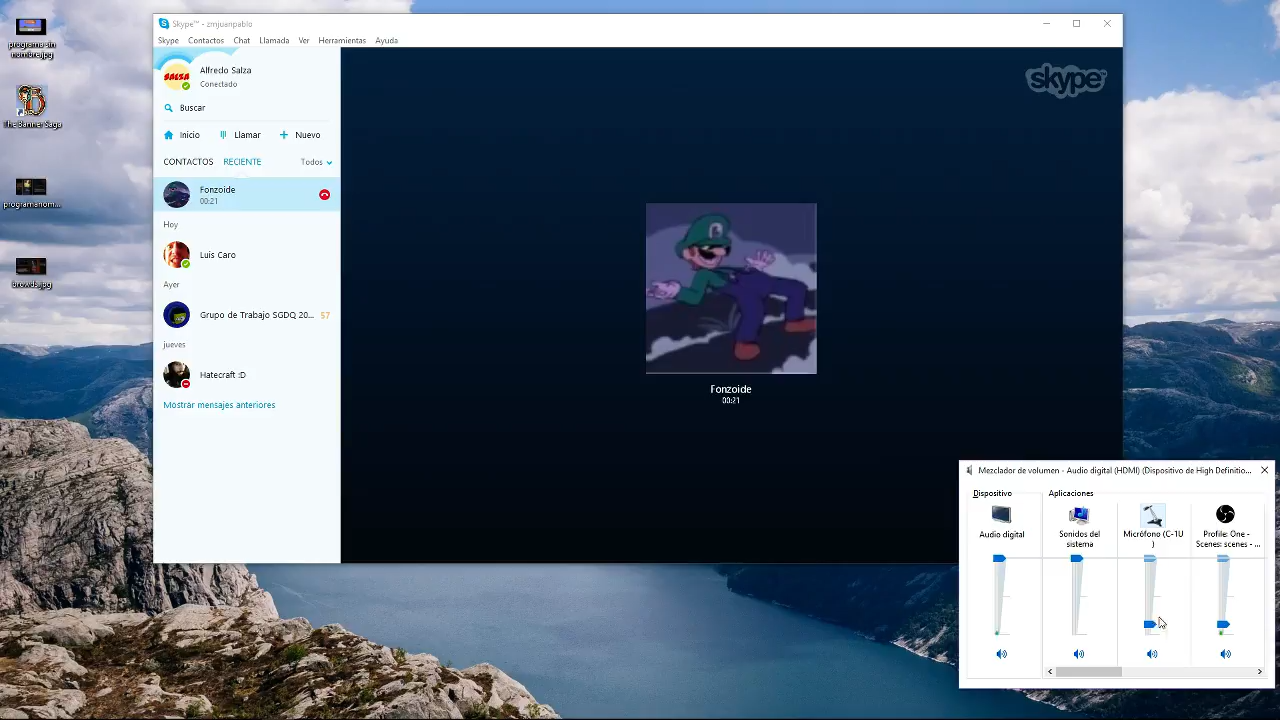 programa sin
nombre.jpg
The Banner Saga
programanom...
Skype™ - zmjuanpablo
Skype Contactos Chat Llamada Ver Herramientas Ayuda
SALZA
Alfredo Salza
Conectado
Buscar
Inicio Llamar Nuevo
CONTACTOS RECIENTE Todos
Fonzoide
00:21
Hoy
Luis Caro
Ayer
Grupo de Trabajo SGDQ 20... 57
jueves
Hatecraft :D
Mostrar mensajes anteriores
skype™
Fonzoide
00:21
Mezclador de volumen - Audio digital (HDMI) (Dispositivo de High Definitio...
Dispositivo
Aplicaciones
Audio digital
Sonidos del
sistema
Micrófono (C-1U
)
Profile: One -
Scenes: scenes - ...